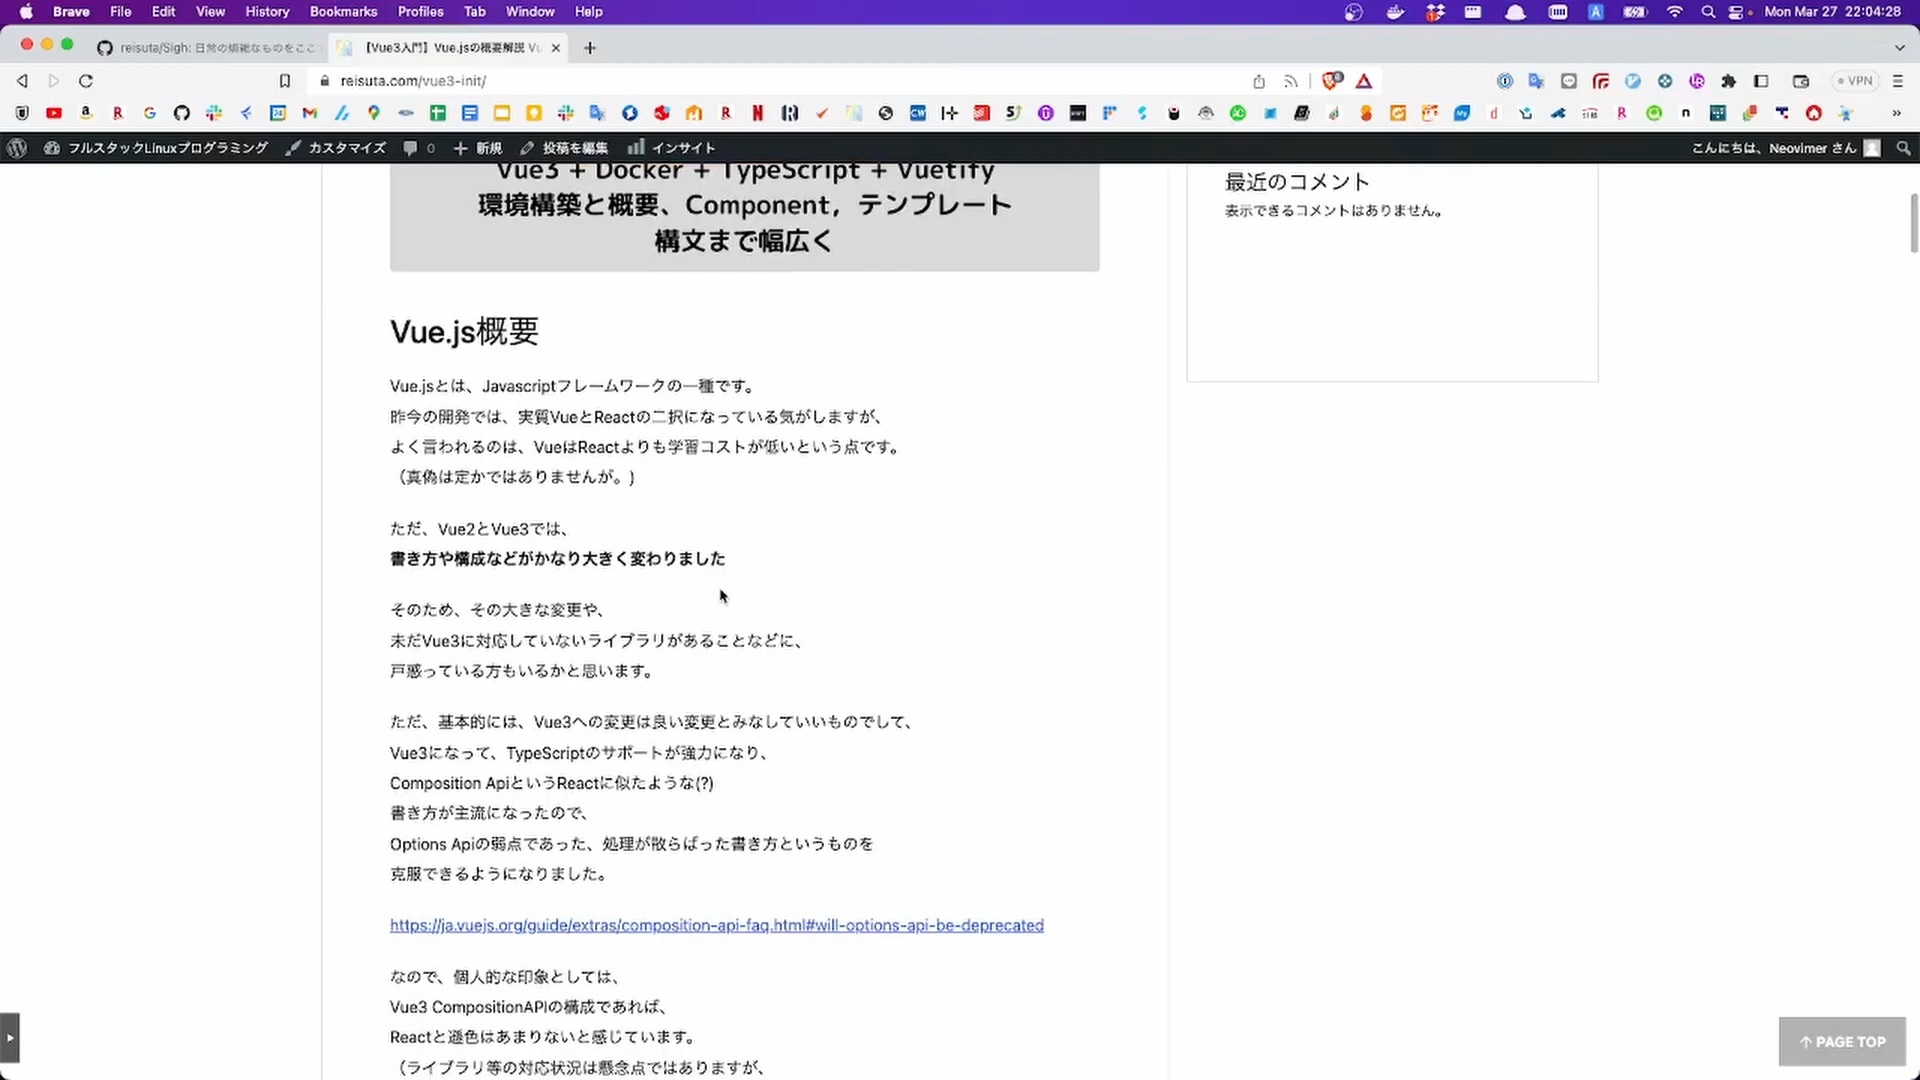 Brave File Edit View History Bookmarks Profiles Tab Window Help Mon Mar 27 22:04:28
reisuta/Sigh: 日常の煩雑なものをここ
【Vue3入門】Vue.jsの概要解説 Vu
reisuta.com/vue3-init/
VPN
フルスタックLinuxプログラミング カスタマイズ 0 新規 投稿を編集 インサイト こんにちは、Neovimer さん
Vue3 + Docker + TypeScript + Vuetify
環境構築と概要、Component, テンプレート
構文まで幅広く
最近のコメント
表示できるコメントはありません。
Vue.js概要
Vue.jsとは、Javascriptフレームワークの一種です。
昨今の開発では、実質VueとReactの二択になっている気がしますが、
よく言われるのは、VueはReactよりも学習コストが低いという点です。
（真偽は定かではありませんが。)
ただ、Vue2とVue3では、
書き方や構成などがかなり大きく変わりました
そのため、その大きな変更や、
未だVue3に対応していないライブラリがあることなどに、
戸惑っている方もいるかと思います。
ただ、基本的には、Vue3への変更は良い変更とみなしていいものでして、
Vue3になって、TypeScriptのサポートが強力になり、
Composition ApiというReactに似たような(?)
書き方が主流になったので、
Options Apiの弱点であった、処理が散らばった書き方というものを
克服できるようになりました。
https://ja.vuejs.org/guide/extras/composition-api-faq.html#will-options-api-be-deprecated
なので、個人的な印象としては、
Vue3 CompositionAPIの構成であれば、
Reactと遜色はあまりないと感じています。
（ライブラリ等の対応状況は懸念点ではありますが、
PAGE TOP